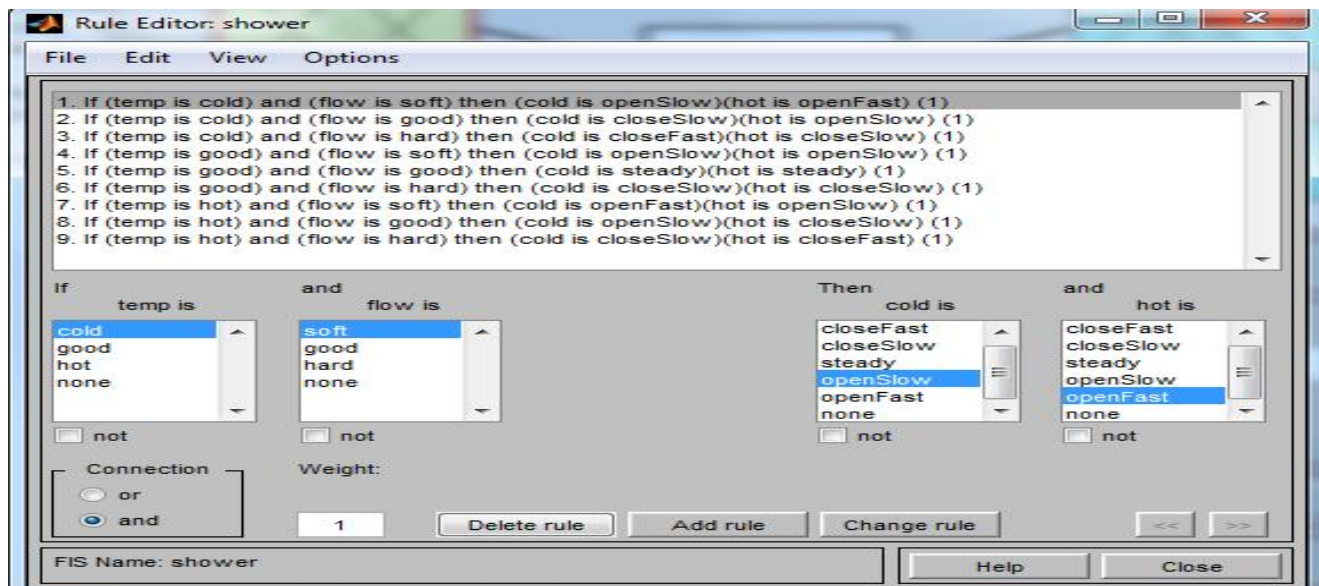 Rule Editor: shower
File Edit View Options
1. If (temp is cold) and (flow is soft) then (cold is openSlow)(hot is openFast) (1)
2. If (temp is cold) and (flow is good) then (cold is closeSlow)(hot is openSlow) (1)
3. If (temp is cold) and (flow is hard) then (cold is closeFast)(hot is closeSlow) (1)
4. If (temp is good) and (flow is soft) then (cold is openSlow)(hot is openSlow) (1)
5. If (temp is good) and (flow is good) then (cold is steady)(hot is steady) (1)
6. If (temp is good) and (flow is hard) then (cold is closeSlow)(hot is closeSlow) (1)
7. If (temp is hot) and (flow is soft) then (cold is openFast)(hot is openSlow) (1)
8. If (temp is hot) and (flow is good) then (cold is openSlow)(hot is closeSlow) (1)
9. If (temp is hot) and (flow is hard) then (cold is closeSlow)(hot is closeFast) (1)
If and Then and
temp is flow is cold is hot is
cold soft closeFast closeFast
good good closeSlow closeSlow
hot hard steady steady
none none openSlow openSlow
openFast openFast
none none
not not not not
Connection Weight:
or
and 1 Delete rule Add rule Change rule << >>
FIS Name: shower Help Close